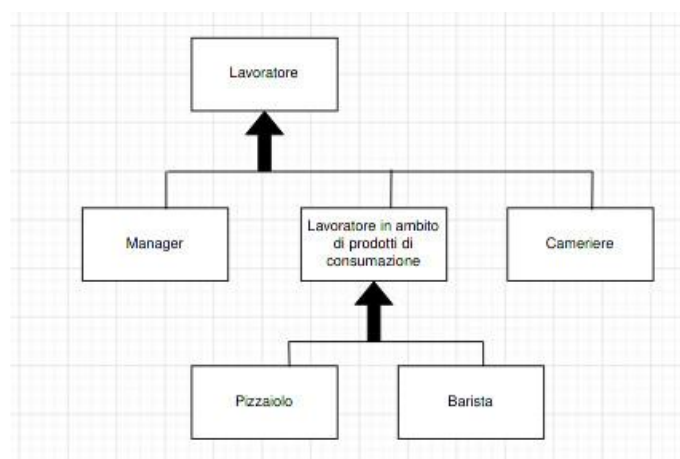 Lavoratore
Manager
Lavoratore in ambito
di prodotti di
consumazione
Cameriere
Pizzaiolo
Barista